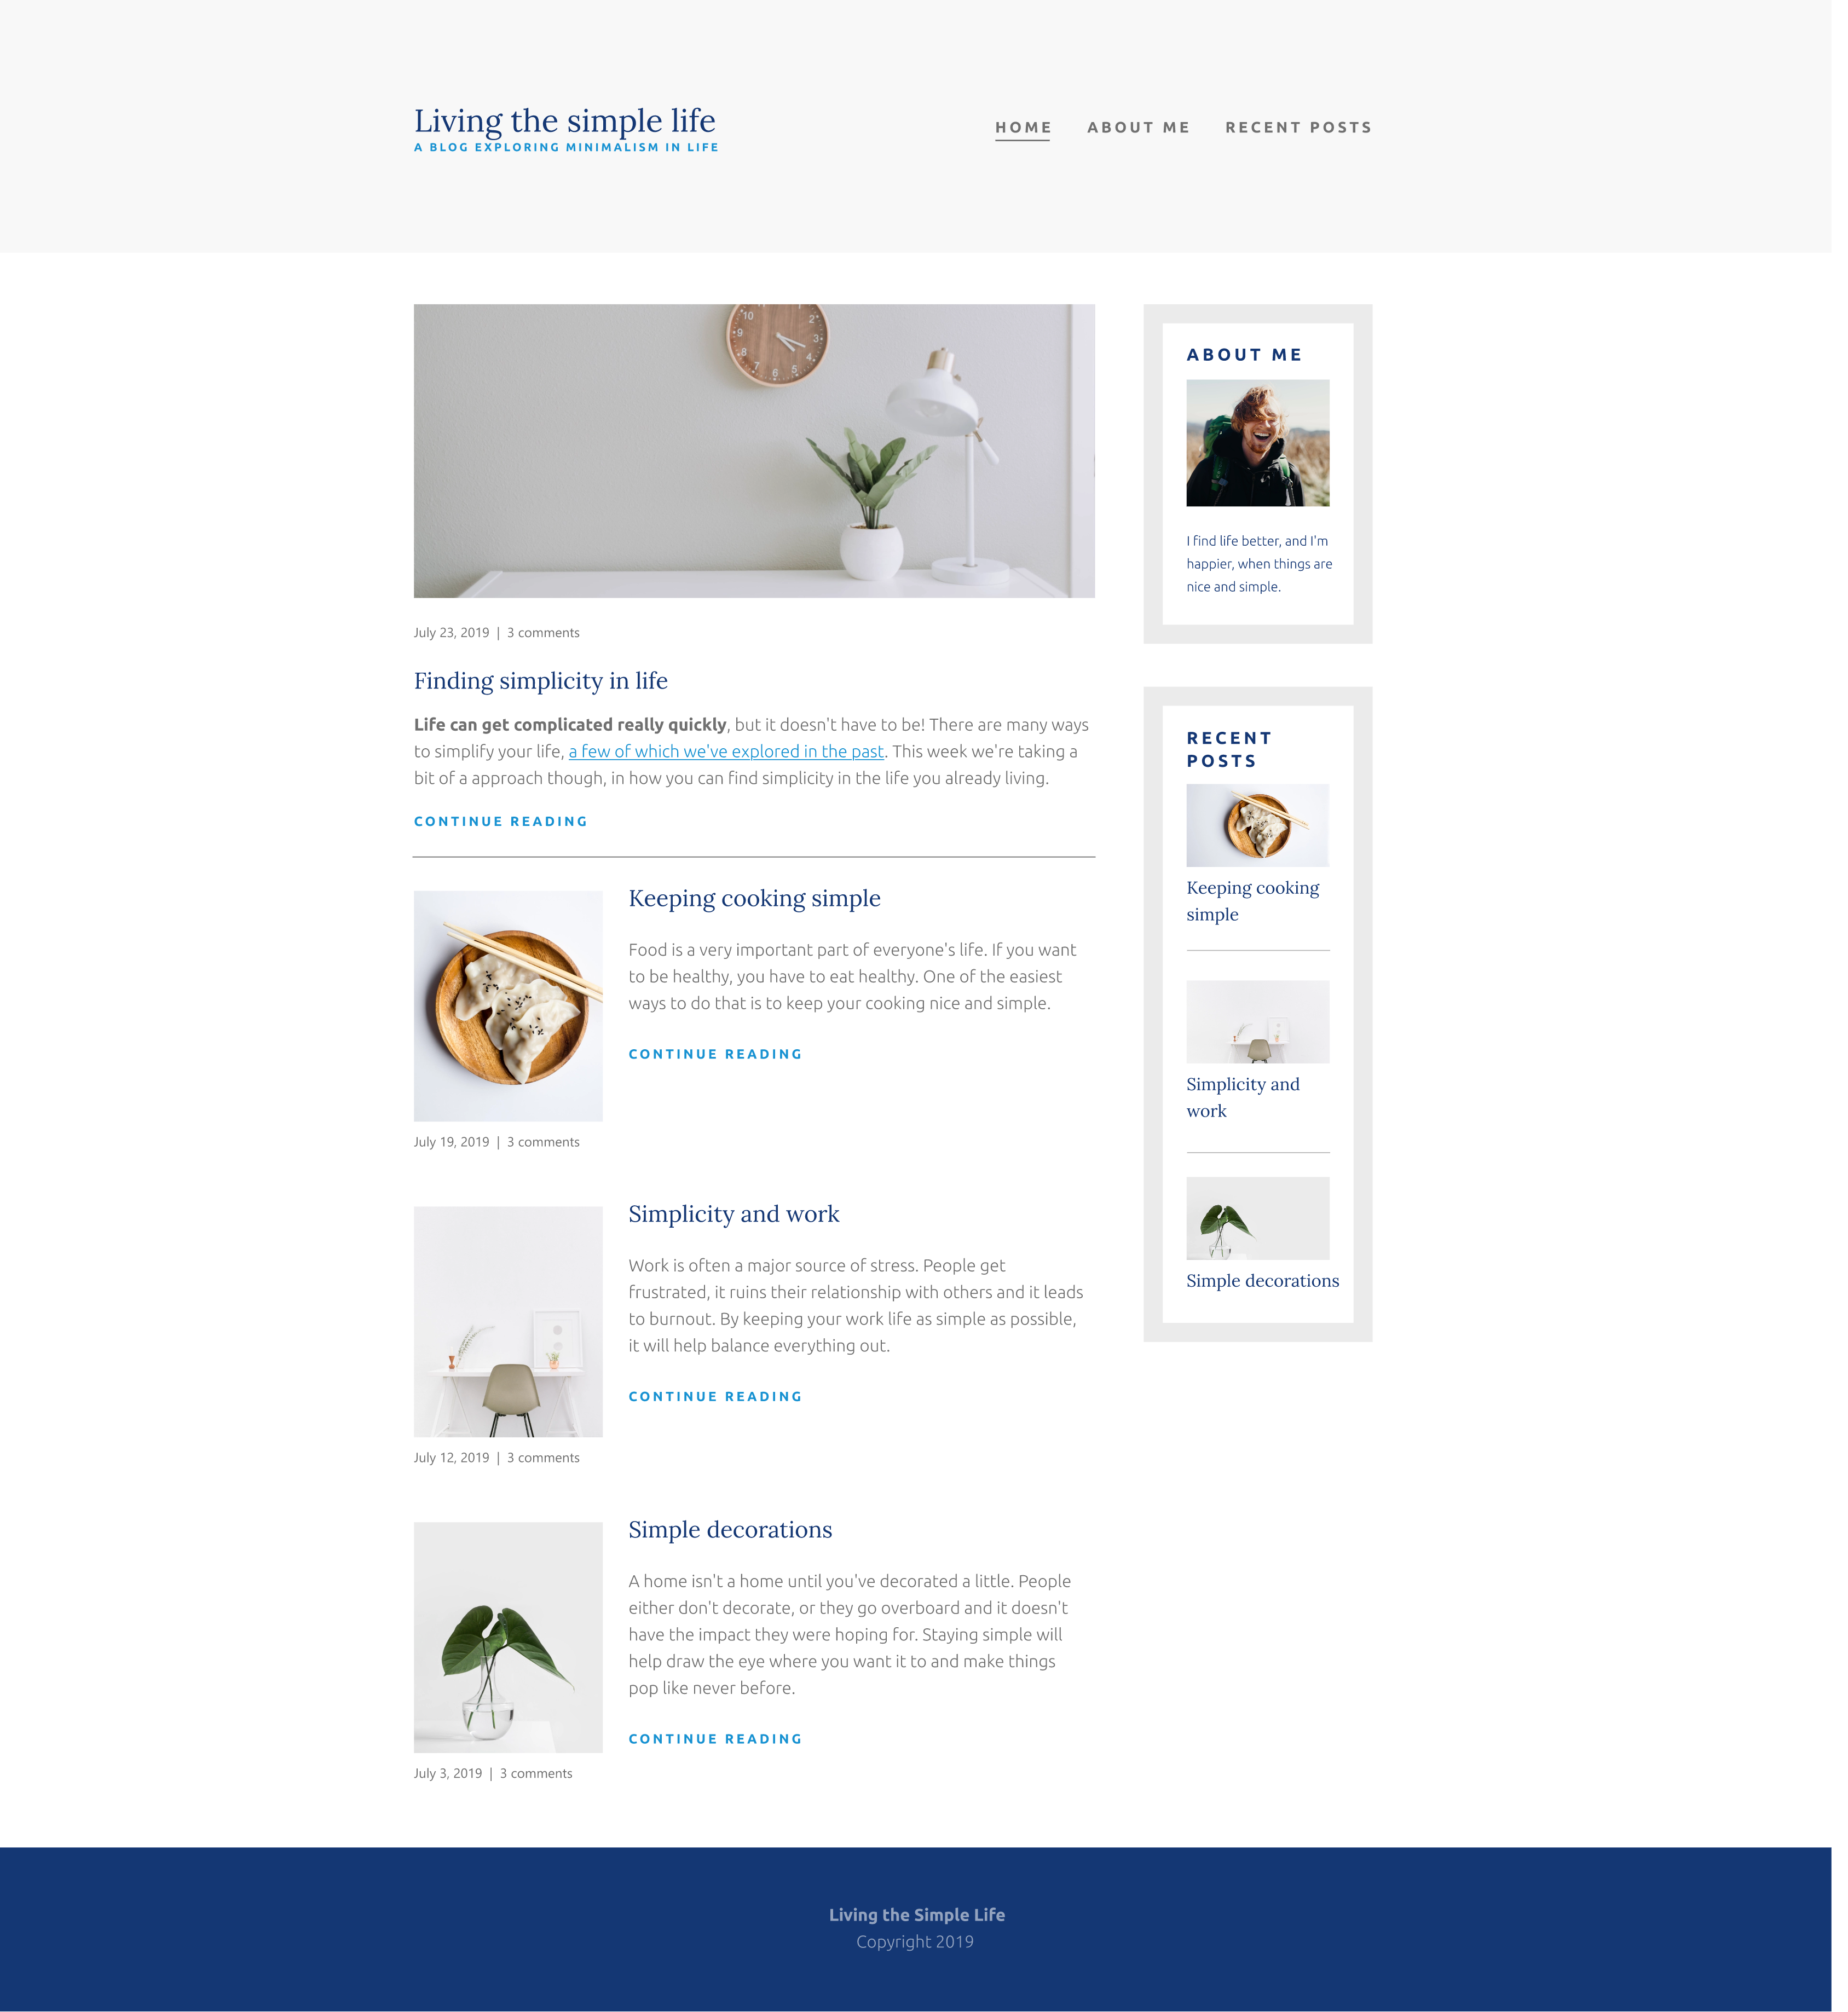 Living the simple life
A BLOG EXPLORING MINIMALISM IN LIFE
HOME
ABOUT ME
RECENT POSTS
10
2
9
3
8
4
7
6
5
July 23, 2019 | 3 comments
Finding simplicity in life
Life can get complicated really quickly, but it doesn't have to be! There are many ways
to simplify your life, a few of which we've explored in the past. This week we're taking a
bit of a approach though, in how you can find simplicity in the life you already living.
CONTINUE READING
Keeping cooking simple
Food is a very important part of everyone's life. If you want
to be healthy, you have to eat healthy. One of the easiest
ways to do that is to keep your cooking nice and simple.
CONTINUE READING
July 19, 2019 | 3 comments
Simplicity and work
Work is often a major source of stress. People get
frustrated, it ruins their relationship with others and it leads
to burnout. By keeping your work life as simple as possible,
it will help balance everything out.
CONTINUE READING
July 12, 2019 | 3 comments
Simple decorations
A home isn't a home until you've decorated a little. People
either don't decorate, or they go overboard and it doesn't
have the impact they were hoping for. Staying simple will
help draw the eye where you want it to and make things
pop like never before.
CONTINUE READING
July 3, 2019 | 3 comments
ABOUT ME
I find life better, and I'm
happier, when things are
nice and simple.
RECENT
POSTS
Keeping cooking
simple
Simplicity and
work
Simple decorations
Living the Simple Life
Copyright 2019